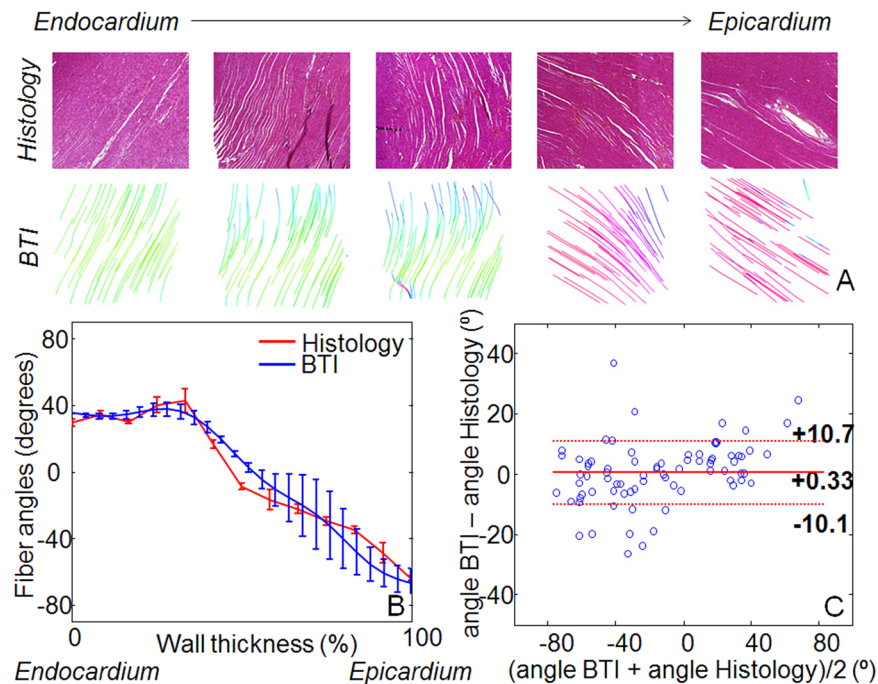 Endocardium
Epicardium
Histology
BTI
A
80
40
0
-40
-80
Fiber angles (degrees)
Histology
BTI
B
0
Wall thickness (%)
100
Endocardium
Epicardium
40
20
0
-20
-40
angle BTI – angle Histology (º)
+10.7
+0.33
-10.1
C
-80
-40
0
40
80
(angle BTI + angle Histology)/2 (º)